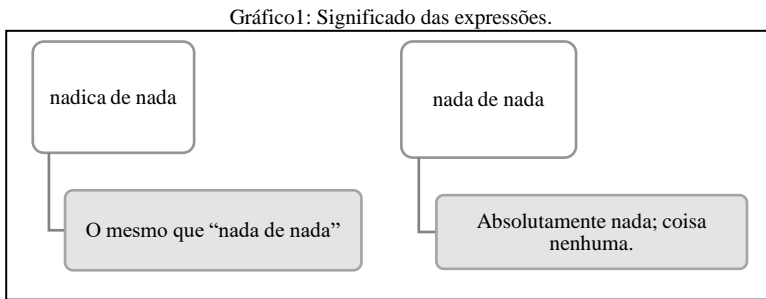 Gráfico1: Significado das expressões.
nadica de nada
O mesmo que “nada de nada”
nada de nada
Absolutamente nada; coisa
nenhuma.